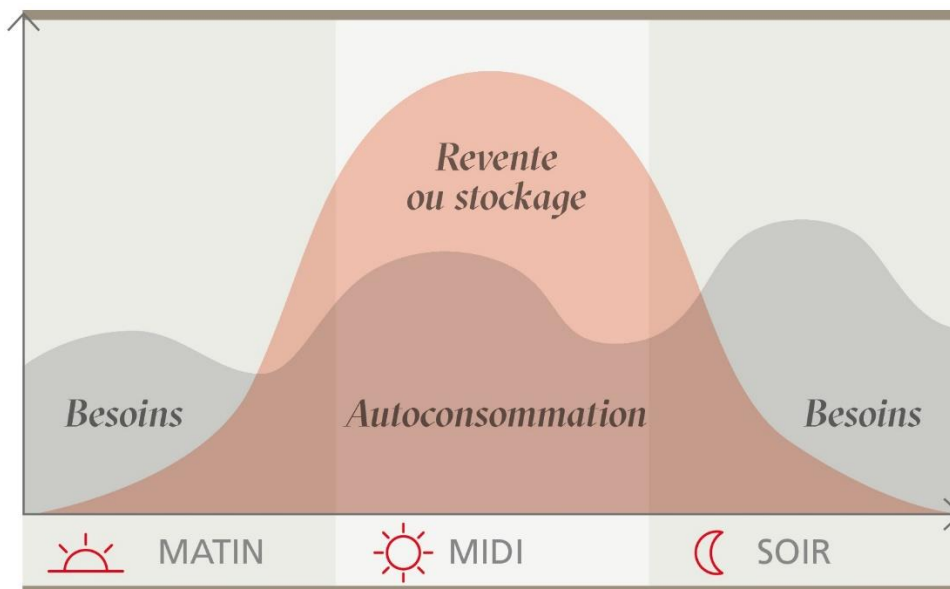 Revente
ou stockage
Besoins
Autoconsommation
Besoins
MATIN
MIDI
SOIR